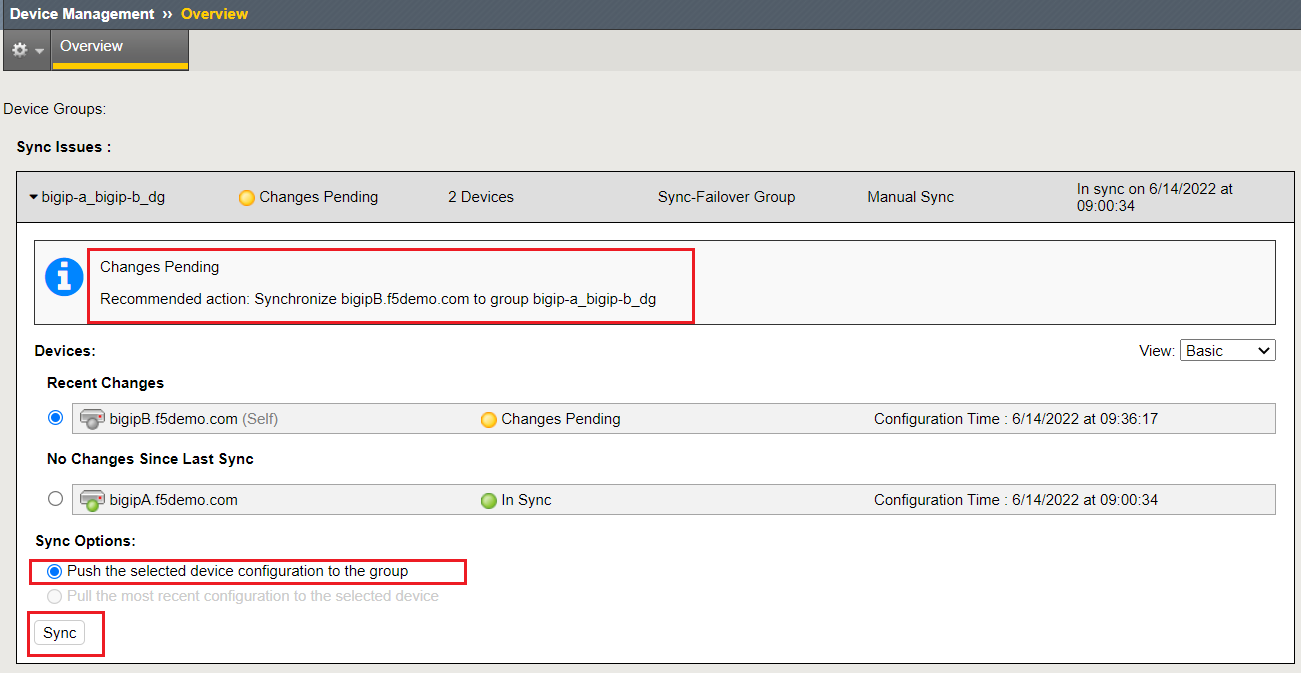 Device Management ›› Overview
Overview
Device Groups:
Sync Issues :
bigip-a_bigip-b_dg Changes Pending 2 Devices Sync-Failover Group Manual Sync In sync on 6/14/2022 at
09:00:34
Changes Pending
Recommended action: Synchronize bigipB.f5demo.com to group bigip-a_bigip-b_dg
Devices: View: Basic
Recent Changes
bigipB.f5demo.com (Self) Changes Pending Configuration Time : 6/14/2022 at 09:36:17
No Changes Since Last Sync
bigipA.f5demo.com In Sync Configuration Time : 6/14/2022 at 09:00:34
Sync Options:
Push the selected device configuration to the group
Pull the most recent configuration to the selected device
Sync